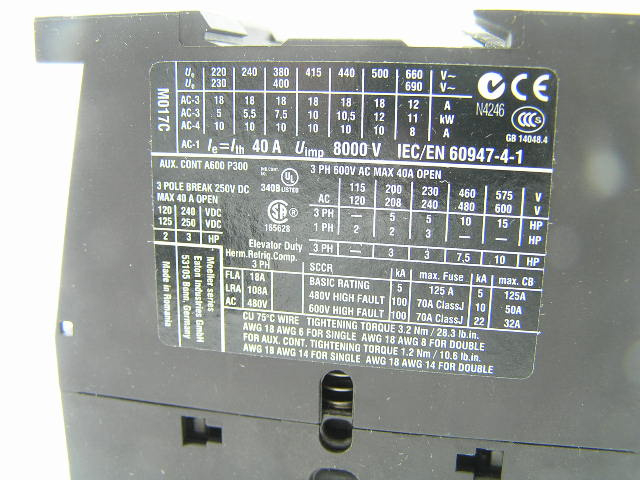 M017C
Ue 220 240 380 415 440 500 660 V~
Ue 230 400 690 V~
AC-3 18 18 18 18 18 18 12 A
AC-3 5 5,5 7,5 10 10,5 12 11 kW
AC-4 10 10 10 10 10 10 8 A
AC-1 Ie=Ith 40 A Uimp 8000 V IEC/EN 60947-4-1
CE
N4246
CCC
GB 14048.4
AUX. CONT A600 P300
3 POLE BREAK 250V DC
MAX 40 A OPEN
120 240 VDC
125 250 VDC
2 3 HP
IND. CONT. EQ.
UL
340B LISTED
SA
165628
3 PH 600V AC MAX 40A OPEN
115 200 230 460 575 V
AC 120 208 240 480 600 V
3 PH — 5 5 10 15 HP
1 PH 2 2 3 — — HP
Elevator Duty
3 PH — 3 3 7,5 10 HP
Herm.Refrig.Comp.
3 PH
FLA 18A
LRA 108A
AC 480V
SCCR kA max. Fuse kA max. CB
BASIC RATING 5 125 A 5 125A
480V HIGH FAULT 100 70A ClassJ 10 50A
600V HIGH FAULT 100 70A ClassJ 22 32A
Moeller series
Eaton Industries GmbH
53105 Bonn, Germany
Made in Romania
CU 75°C WIRE TIGHTENING TORQUE 3.2 Nm / 28.3 lb.in.
AWG 18 AWG 6 FOR SINGLE AWG 18 AWG 8 FOR DOUBLE
FOR AUX. CONT. TIGHTENING TORQUE 1.2 Nm / 10.6 lb.in.
AWG 18 AWG 14 FOR SINGLE AWG 18 AWG 14 FOR DOUBLE